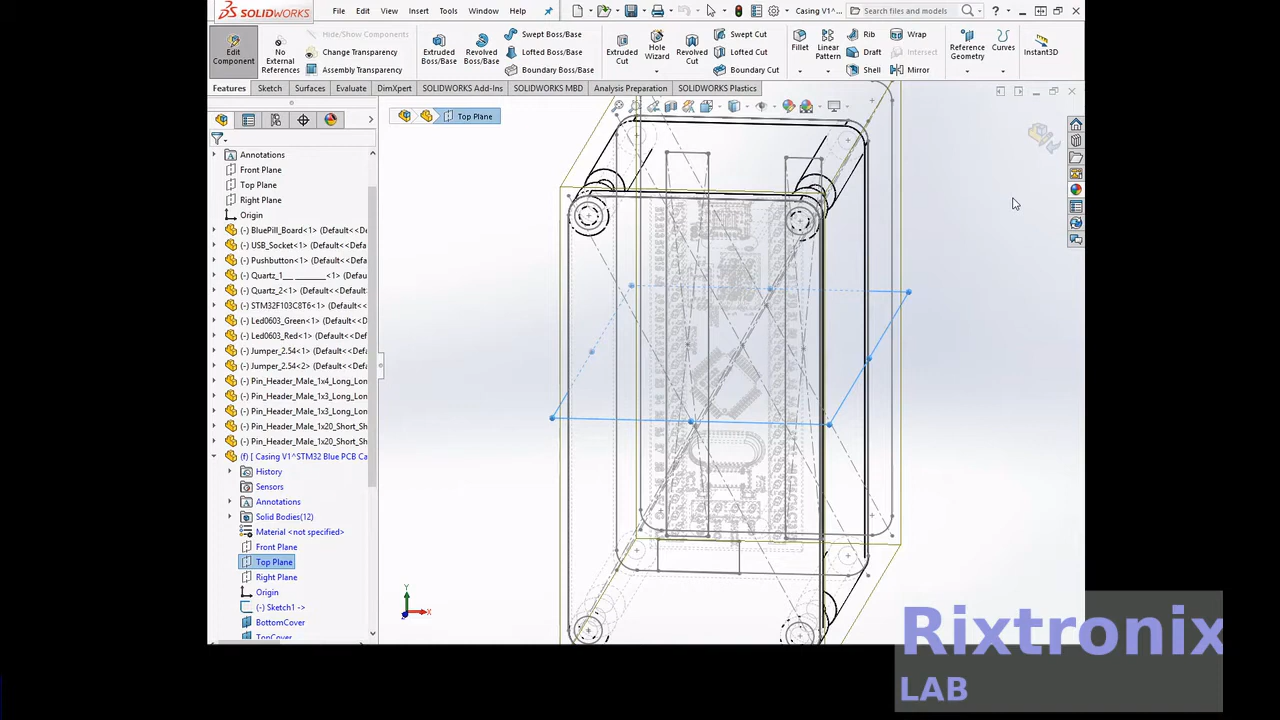 SOLIDWORKS File Edit View Insert Tools Window Help Casing V1^... Search files and models
Edit Component
No External References
Hide/Show Components
Change Transparency
Assembly Transparency
Extruded Boss/Base
Revolved Boss/Base
Swept Boss/Base
Lofted Boss/Base
Boundary Boss/Base
Extruded Cut
Hole Wizard
Revolved Cut
Swept Cut
Lofted Cut
Boundary Cut
Fillet
Linear Pattern
Rib
Draft
Shell
Wrap
Intersect
Mirror
Reference Geometry
Curves
Instant3D
Features Sketch Surfaces Evaluate DimXpert SOLIDWORKS Add-Ins SOLIDWORKS MBD Analysis Preparation SOLIDWORKS Plastics
Top Plane
Annotations
Front Plane
Top Plane
Right Plane
Origin
(-) BluePill_Board<1> (Default<
(-) USB_Socket<1> (Default<<De
(-) Pushbutton<1> (Default<<De
(-) Quartz_1__ ________<1> (Def
(-) Quartz_2<1> (Default<<Defau
(-) STM32F103C8T6<1> (Default<
(-) Led0603_Green<1> (Default<<
(-) Led0603_Red<1> (Default<<D
(-) Jumper_2.54<1> (Default<<De
(-) Jumper_2.54<2> (Default<<De
(-) Pin_Header_Male_1x4_Long_Lon
(-) Pin_Header_Male_1x3_Long_Lon
(-) Pin_Header_Male_1x3_Long_Lon
(-) Pin_Header_Male_1x20_Short_Sh
(-) Pin_Header_Male_1x20_Short_Sh
(f) [ Casing V1^STM32 Blue PCB Ca
History
Sensors
Annotations
Solid Bodies(12)
Material <not specified>
Front Plane
Top Plane
Right Plane
Origin
(-) Sketch1 ->
BottomCover
TopCover
Y
X
Rixtronix
LAB